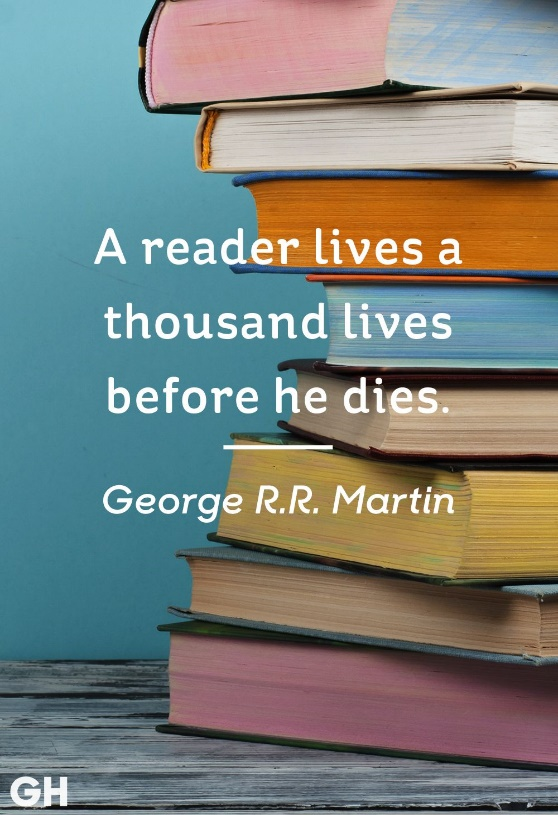 A reader lives a
thousand lives
before he dies.
George R.R. Martin
GH